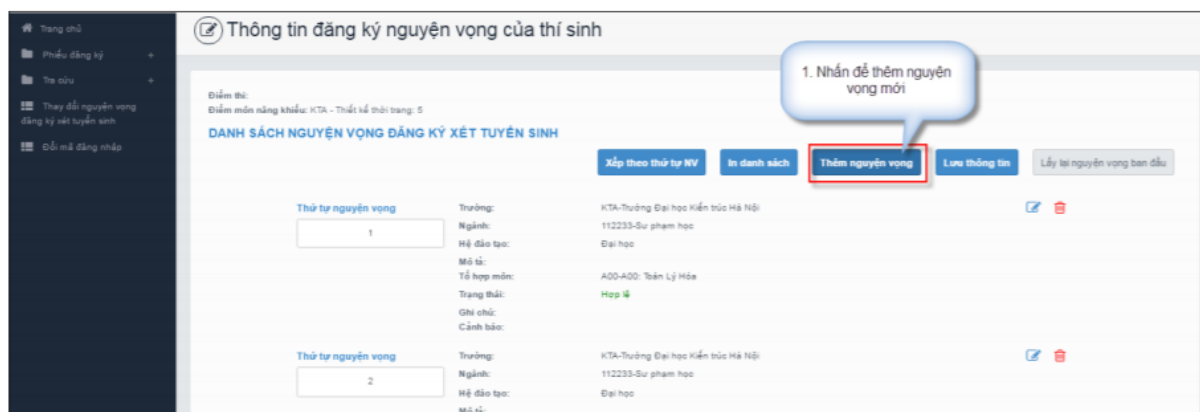 Trang chủ
Phiếu đăng ký +
Tra cứu +
Thay đổi nguyện vọng
đăng ký xét tuyển sinh
Đổi mã đăng nhập
Thông tin đăng ký nguyện vọng của thí sinh
1. Nhấn để thêm nguyện
vọng mới
Điểm thi:
Điểm môn năng khiếu: KTA - Thiết kế thời trang: 5
DANH SÁCH NGUYỆN VỌNG ĐĂNG KÝ XÉT TUYỂN SINH
Xếp theo thứ tự NV In danh sách Thêm nguyện vọng Lưu thông tin Lấy lại nguyện vọng ban đầu
Thứ tự nguyện vọng Trường: KTA-Trường Đại học Kiến trúc Hà Nội
1 Ngành: 112233-Sư phạm học
Hệ đào tạo: Đại học
Mô tả:
Tổ hợp môn: A00-A00: Toán Lý Hóa
Trạng thái: Hợp lệ
Ghi chú:
Cảnh báo:
Thứ tự nguyện vọng Trường: KTA-Trường Đại học Kiến trúc Hà Nội
2 Ngành: 112233-Sư phạm học
Hệ đào tạo: Đại học
Mô tả: